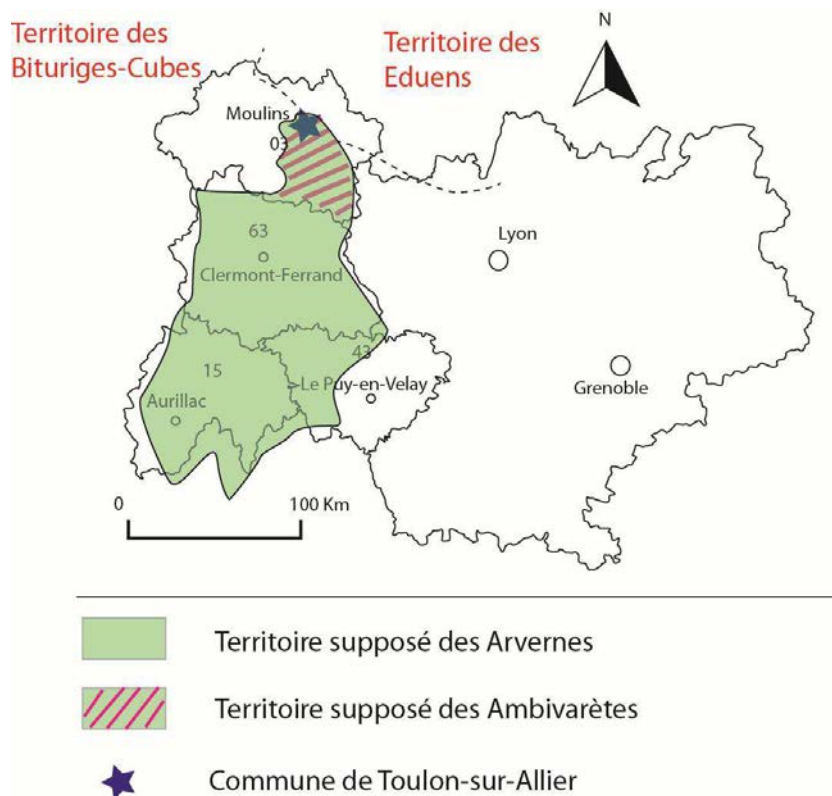 Territoire des
Bituriges-Cubes
Territoire des
Eduens
N
Moulins
03
63
Clermont-Ferrand
Lyon
15
43
Le Puy-en-Velay
Aurillac
Grenoble
0
100 Km
Territoire supposé des Arvernes
Territoire supposé des Ambivarètes
Commune de Toulon-sur-Allier